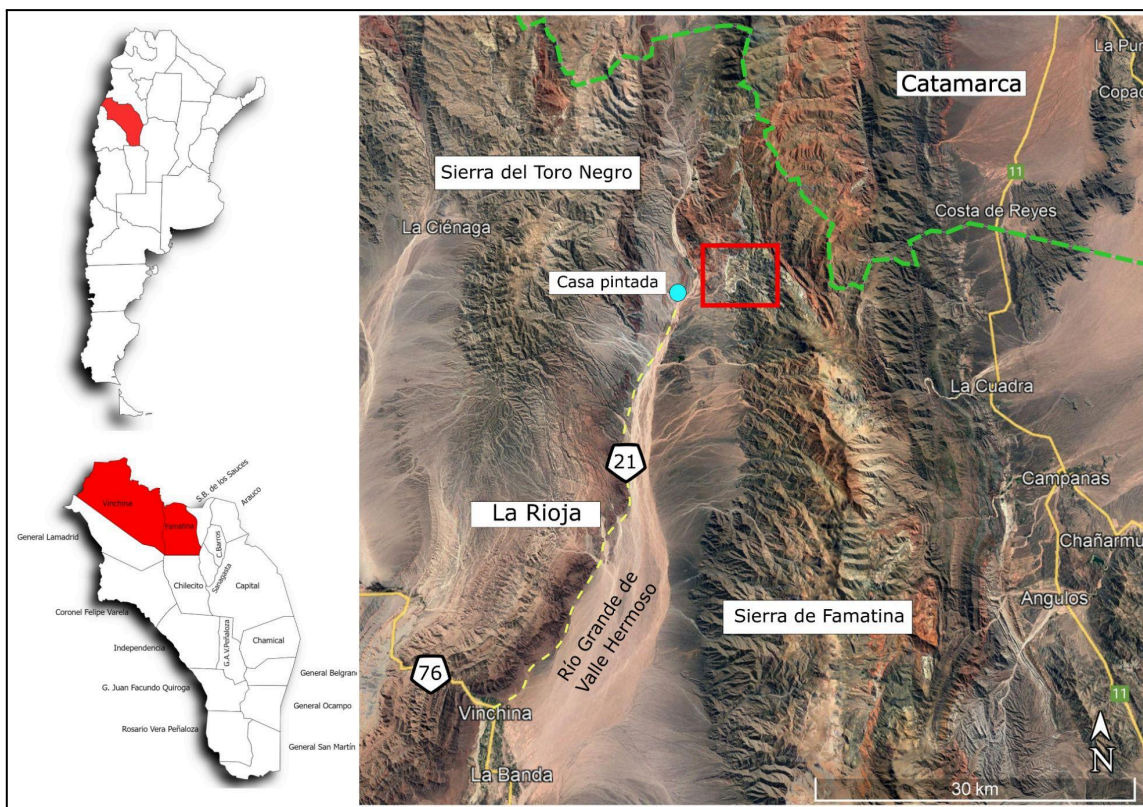 Vinchina
Famatina
S.B. de los Sauces
Arauco
General Lamadrid
C.Barros
Sanagasta
Chilecito
Capital
Coronel Felipe Varela
G.A.V.Peñaloza
Independencia
Chamical
General Belgrano
G. Juan Facundo Quiroga
General Ocampo
Rosario Vera Peñaloza
General San Martín
La Pun
Catamarca
Copac
Sierra del Toro Negro
11
La Ciénaga
Costa de Reyes
Casa pintada
La Cuadra
21
Campanas
La Rioja
Chañarmu
Angulos
Sierra de Famatina
Río Grande de
Valle Hermoso
76
Vinchina
11
La Banda
N
30 km